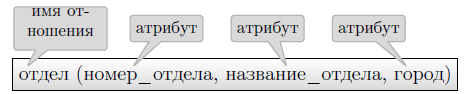 имя от-
ношения
атрибут
атрибут
атрибут
отдел (номер_отдела, название_отдела, город)